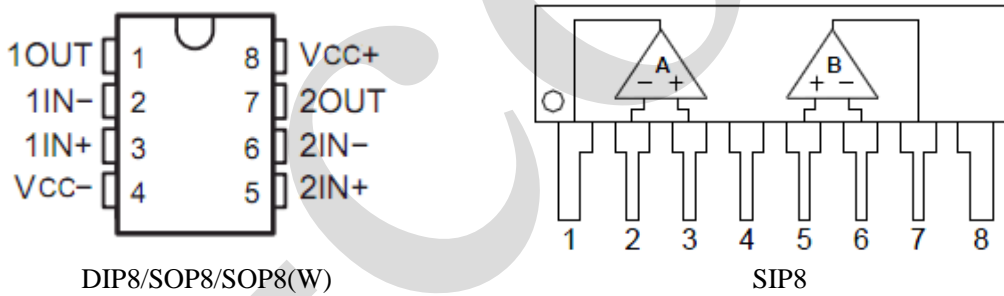 1OUT 1 8 VCC+
1IN− 2 7 2OUT
1IN+ 3 6 2IN−
VCC− 4 5 2IN+
DIP8/SOP8/SOP8(W)
A B
− + + −
1 2 3 4 5 6 7 8
SIP8